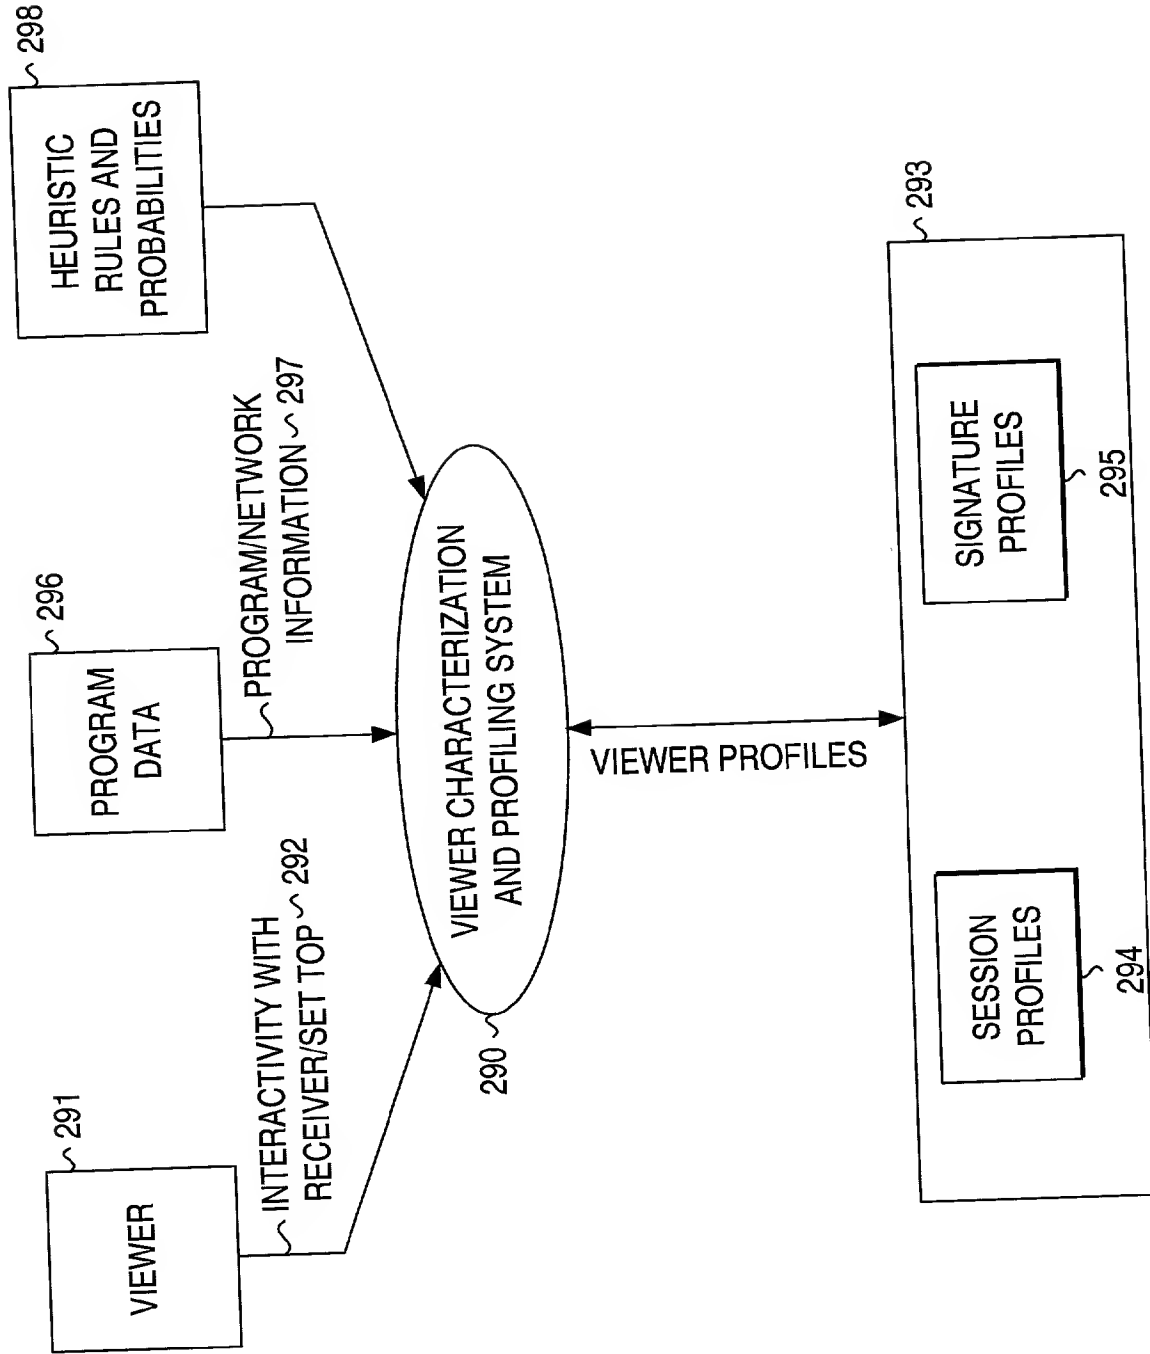 VIEWER
291
INTERACTIVITY WITH
RECEIVER/SET TOP
292
PROGRAM
DATA
296
PROGRAM/NETWORK
INFORMATION
297
HEURISTIC
RULES AND
PROBABILITIES
298
VIEWER CHARACTERIZATION
AND PROFILING SYSTEM
290
VIEWER PROFILES
293
SESSION
PROFILES
294
SIGNATURE
PROFILES
295